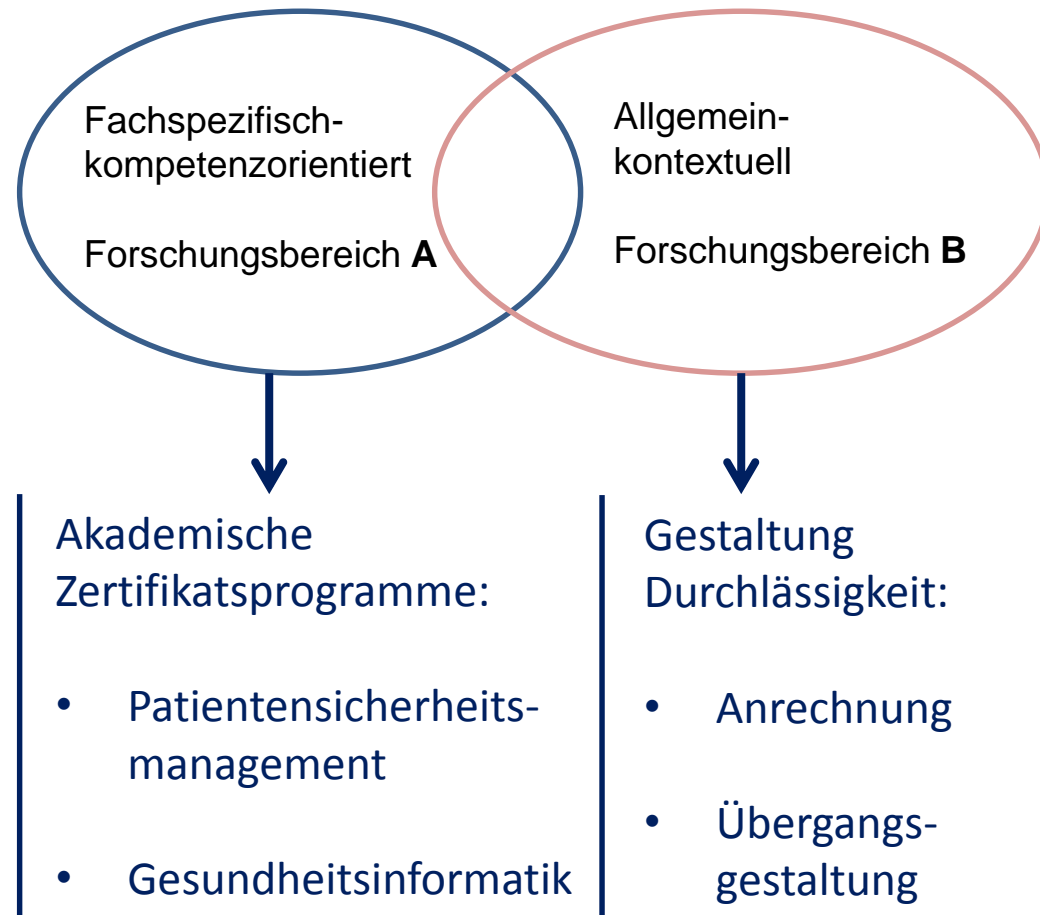 Fachspezifisch-
kompetenzorientiert
Forschungsbereich A
Allgemein-
kontextuell
Forschungsbereich B
Akademische
Zertifikatsprogramme:
• Patientensicherheits-
management
• Gesundheitsinformatik
Gestaltung
Durchlässigkeit:
• Anrechnung
• Übergangs-
gestaltung